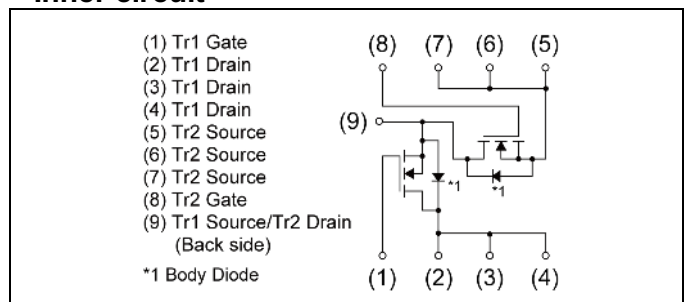 Inner circuit
(1) Tr1 Gate
(2) Tr1 Drain
(3) Tr1 Drain
(4) Tr1 Drain
(5) Tr2 Source
(6) Tr2 Source
(7) Tr2 Source
(8) Tr2 Gate
(9) Tr1 Source/Tr2 Drain
(Back side)
*1 Body Diode
(8) (7) (6) (5)
(9)
*1 *1
(1) (2) (3) (4)